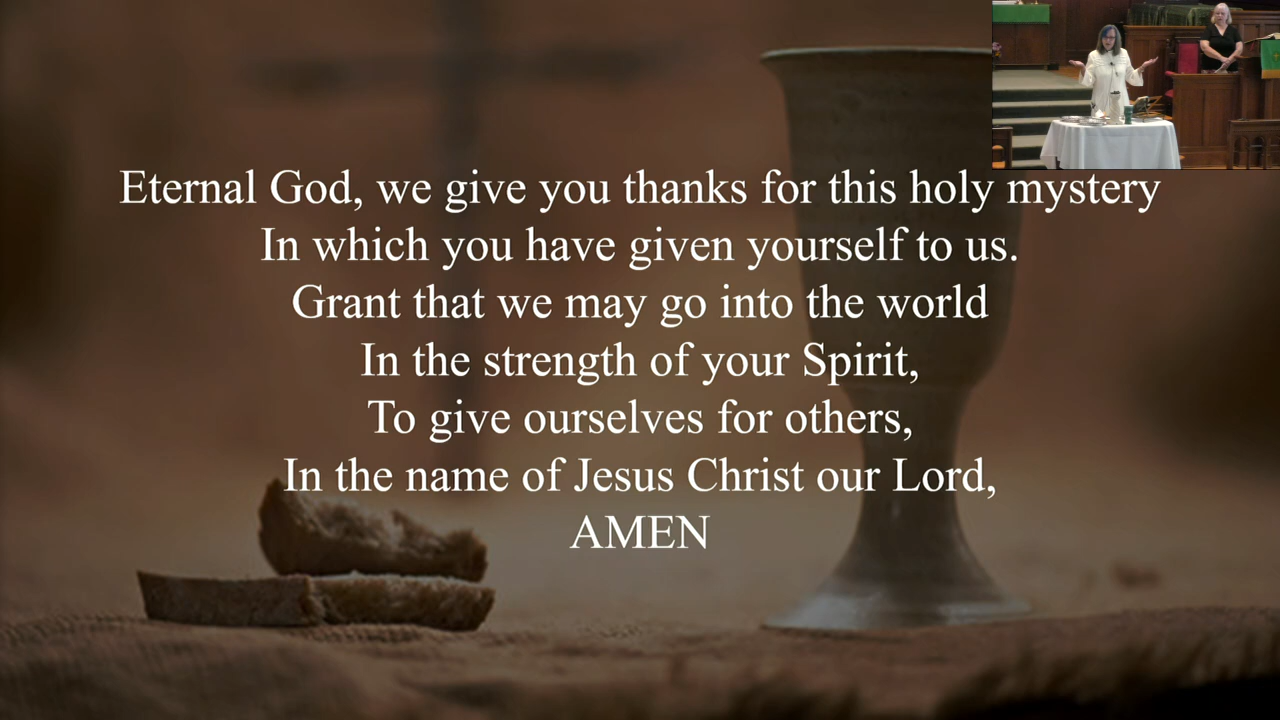 Eternal God, we give you thanks for this holy mystery
In which you have given yourself to us.
Grant that we may go into the world
In the strength of your Spirit,
To give ourselves for others,
In the name of Jesus Christ our Lord,
AMEN